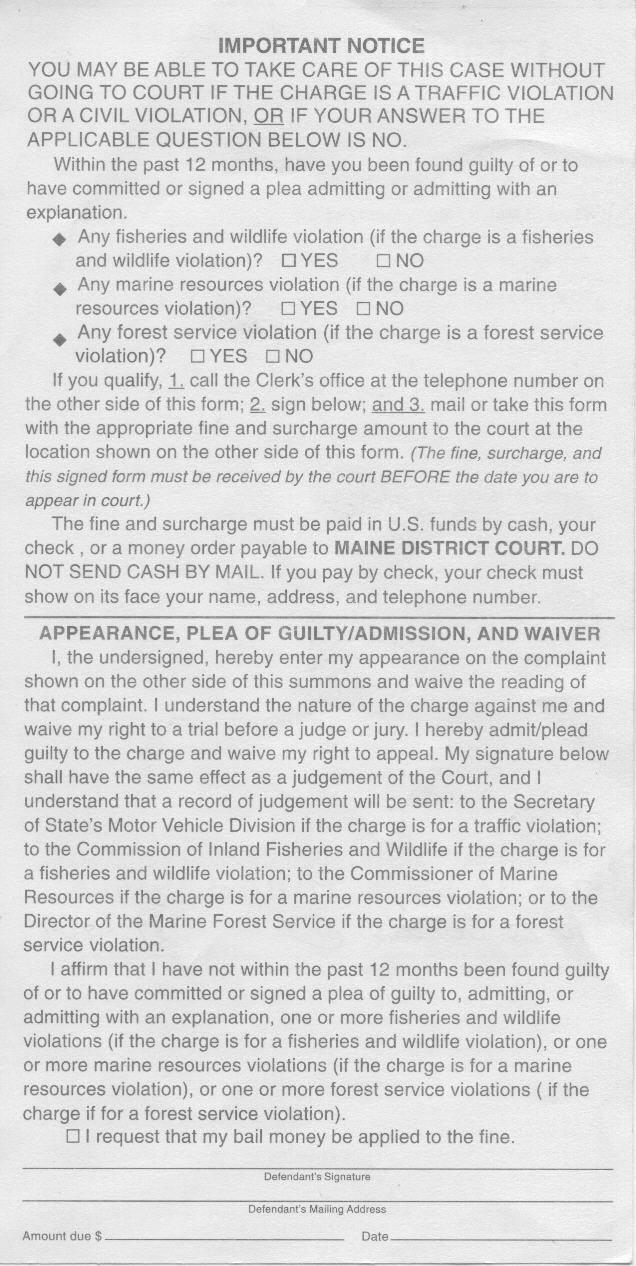 IMPORTANT NOTICE
YOU MAY BE ABLE TO TAKE CARE OF THIS CASE WITHOUT
GOING TO COURT IF THE CHARGE IS A TRAFFIC VIOLATION
OR A CIVIL VIOLATION, OR IF YOUR ANSWER TO THE
APPLICABLE QUESTION BELOW IS NO.
Within the past 12 months, have you been found guilty of or to
have committed or signed a plea admitting or admitting with an
explanation.
◆ Any fisheries and wildlife violation (if the charge is a fisheries
and wildlife violation)? ☐ YES ☐ NO
◆ Any marine resources violation (if the charge is a marine
resources violation)? ☐ YES ☐ NO
◆ Any forest service violation (if the charge is a forest service
violation)? ☐ YES ☐ NO
If you qualify, 1. call the Clerk's office at the telephone number on
the other side of this form; 2. sign below; and 3. mail or take this form
with the appropriate fine and surcharge amount to the court at the
location shown on the other side of this form. (The fine, surcharge, and
this signed form must be received by the court BEFORE the date you are to
appear in court.)
The fine and surcharge must be paid in U.S. funds by cash, your
check , or a money order payable to MAINE DISTRICT COURT. DO
NOT SEND CASH BY MAIL. If you pay by check, your check must
show on its face your name, address, and telephone number.
APPEARANCE, PLEA OF GUILTY/ADMISSION, AND WAIVER
I, the undersigned, hereby enter my appearance on the complaint
shown on the other side of this summons and waive the reading of
that complaint. I understand the nature of the charge against me and
waive my right to a trial before a judge or jury. I hereby admit/plead
guilty to the charge and waive my right to appeal. My signature below
shall have the same effect as a judgement of the Court, and I
understand that a record of judgement will be sent: to the Secretary
of State's Motor Vehicle Division if the charge is for a traffic violation;
to the Commission of Inland Fisheries and Wildlife if the charge is for
a fisheries and wildlife violation; to the Commissioner of Marine
Resources if the charge is for a marine resources violation; or to the
Director of the Marine Forest Service if the charge is for a forest
service violation.
I affirm that I have not within the past 12 months been found guilty
of or to have committed or signed a plea of guilty to, admitting, or
admitting with an explanation, one or more fisheries and wildlife
violations (if the charge is for a fisheries and wildlife violation), or one
or more marine resources violations (if the charge is for a marine
resources violation), or one or more forest service violations ( if the
charge if for a forest service violation).
☐ I request that my bail money be applied to the fine.
Defendant's Signature
Defendant's Mailing Address
Amount due $ Date